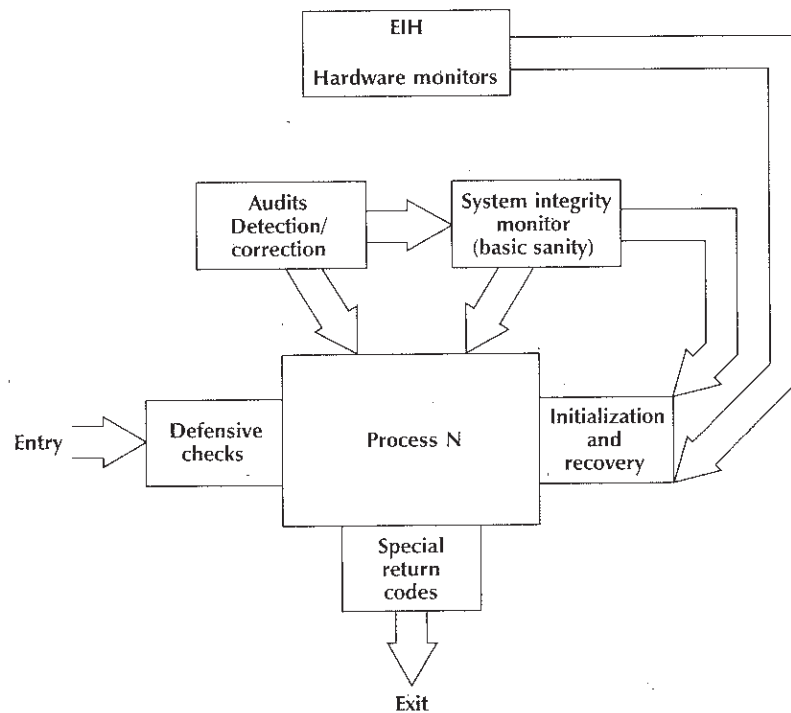 EIH
Hardware monitors
Audits
Detection/
correction
System integrity
monitor
(basic sanity)
Entry
Defensive
checks
Process N
Initialization
and
recovery
Special
return
codes
Exit